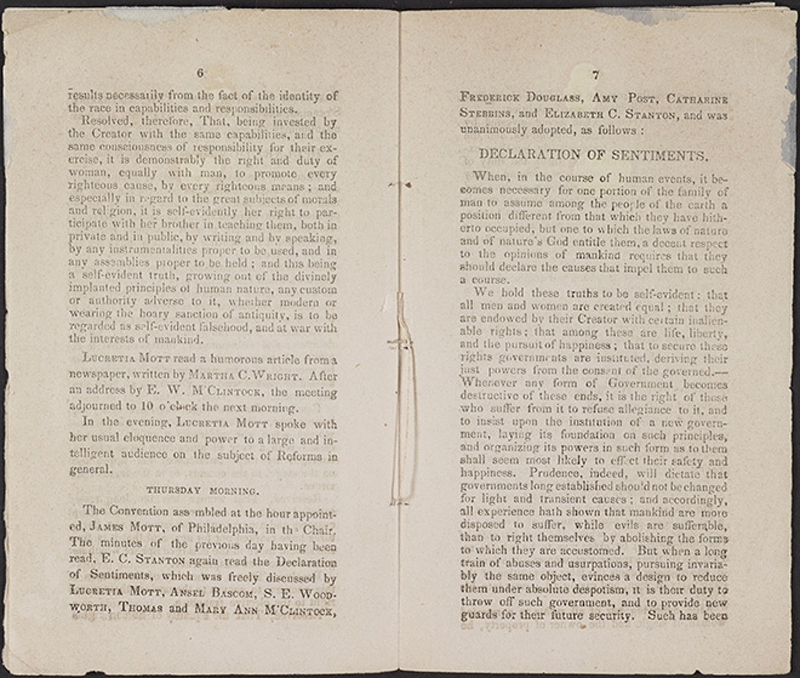 6
results necessarily from the fact of the identity of
the race in capabilities and responsibilities.
Resolved, therefore, That, being invested by
the Creator with the same capabilities, and the
same consciousness of responsibility for their ex-
ercise, it is demonstrably the right and duty of
woman, equally with man, to promote every
righteous cause, by every righteous means; and
especially in regard to the great subjects of morals
and religion, it is self-evidently her right to par-
ticipate with her brother in teaching them, both in
private and in public, by writing and by speaking,
by any instrumentalities proper to be used, and in
any assemblies proper to be held; and this being
a self-evident truth, growing out of the divinely
implanted principles of human nature, any custom
or authority adverse to it, whether modern or
wearing the hoary sanction of antiquity, is to be
regarded as self-evident falsehood, and at war with
the interests of mankind.
LUCRETIA MOTT read a humorous article from a
newspaper, written by MARTHA C. WRIGHT. After
an address by E. W. M'CLINTOCK, the meeting
adjourned to 10 o'clock the next morning.
In the evening, LUCRETIA MOTT spoke with
her usual eloquence and power to a large and in-
telligent audience on the subject of Reforms in
general.
THURSDAY MORNING.
The Convention assembled at the hour appoint-
ed, JAMES MOTT, of Philadelphia, in th Chair.
The minutes of the previous day having been
read, E. C. STANTON again read the Declaration
of Sentiments, which was freely discussed by
LUCRETIA MOTT, ANSEL BASCOM, S. E. WOOD-
WORTH, THOMAS and MARY ANN M'CLINTOCK,
7
FREDERICK DOUGLASS, AMY POST, CATHARINE
STEBBINS, and ELIZABETH C. STANTON, and was
unanimously adopted, as follows:
DECLARATION OF SENTIMENTS.
When, in the course of human events, it be-
comes necessary for one portion of the family of
man to assume among the people of the earth a
position different from that which they have hith-
erto occupied, but one to which the laws of nature
and of nature's God entitle them, a decent respect
to the opinions of mankind requires that they
should declare the causes that impel them to such
a course.
We hold these truths to be self-evident: that
all men and women are created equal; that they
are endowed by their Creator with certain inalien-
able rights; that among these are life, liberty,
and the pursuit of happiness; that to secure these
rights governments are instituted, deriving their
just powers from the consent of the governed.—
Whenever any form of Government becomes
destructive of these ends, it is the right of those
who suffer from it to refuse allegiance to it, and
to insist upon the institution of a new govern-
ment, laying its foundation on such principles,
and organizing its powers in such form as to them
shall seem most likely to effect their safety and
happiness. Prudence, indeed, will dictate that
governments long established should not be changed
for light and transient causes; and accordingly,
all experience hath shown that mankind are more
disposed to suffer, while evils are sufferable,
than to right themselves by abolishing the forms
to which they are accustomed. But when a long
train of abuses and usurpations, pursuing invaria-
bly the same object, evinces a design to reduce
them under absolute despotism, it is their duty to
throw off such government, and to provide new
guards for their future security. Such has been